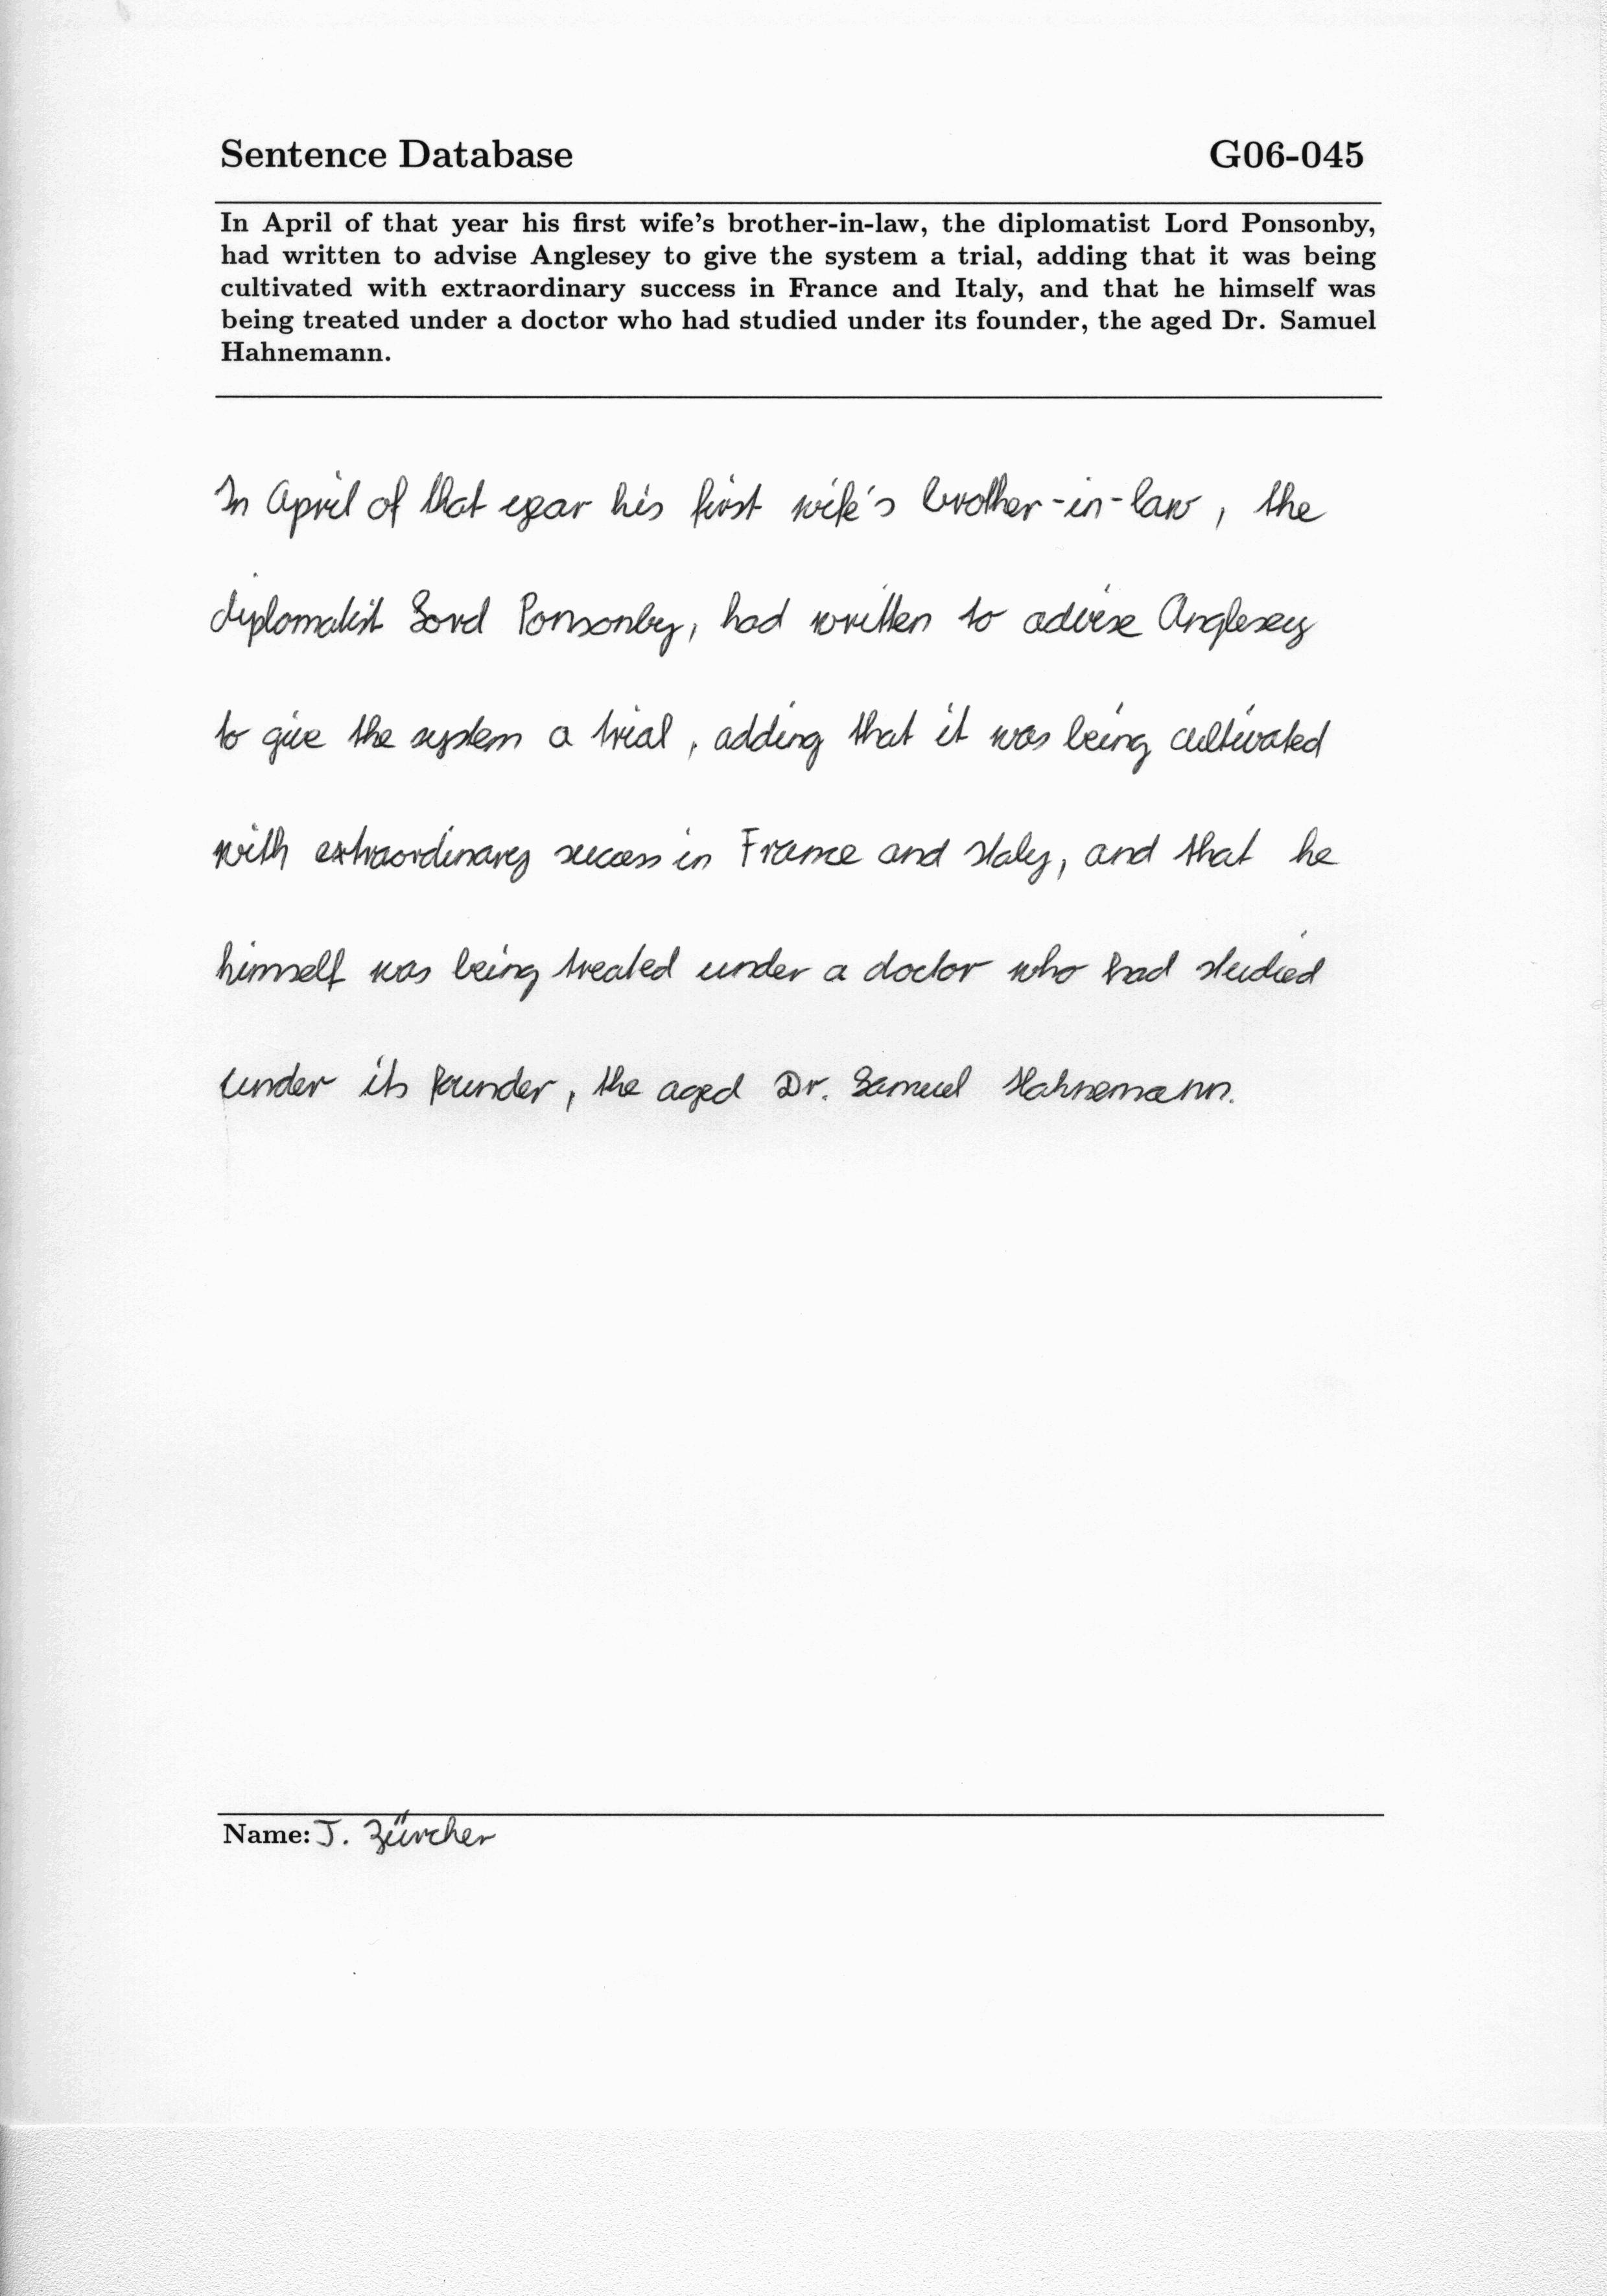 Sentence Database G06-045
In April of that year his first wife's brother-in-law, the diplomatist Lord Ponsonby,
had written to advise Anglesey to give the system a trial, adding that it was being
cultivated with extraordinary success in France and Italy, and that he himself was
being treated under a doctor who had studied under its founder, the aged Dr. Samuel
Hahnemann.
In April of that year his first wife's brother-in-law, the
diplomatist Lord Ponsonby, had written to advise Anglesey
to give the system a trial, adding that it was being cultivated
with extraordinary success in France and Italy, and that he
himself was being treated under a doctor who had studied
under its founder, the aged Dr. Samuel Hahnemann.
Name: J. Zürcher